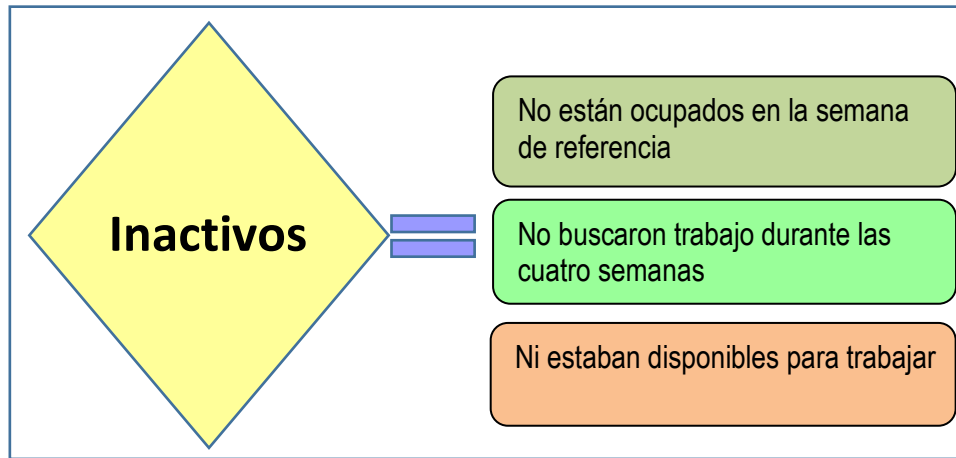 Inactivos
No están ocupados en la semana
de referencia
No buscaron trabajo durante las
cuatro semanas
Ni estaban disponibles para trabajar